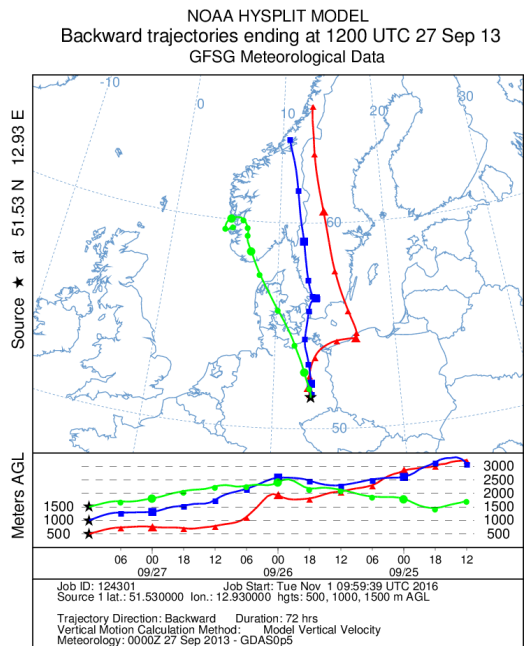 NOAA HYSPLIT MODEL
Backward trajectories ending at 1200 UTC 27 Sep 13
GFSG Meteorological Data
Source ★ at 51.53 N 12.93 E
-10
0
10
20
30
60
50
Meters AGL
1500
1000
500
3000
2500
2000
1500
1000
500
06 00 18 12 06 00 18 12 06 00 18 12
09/27 09/26 09/25
Job ID: 124301 Job Start: Tue Nov 1 09:59:39 UTC 2016
Source 1 lat.: 51.530000 lon.: 12.930000 hgts: 500, 1000, 1500 m AGL
Trajectory Direction: Backward Duration: 72 hrs
Vertical Motion Calculation Method: Model Vertical Velocity
Meteorology: 0000Z 27 Sep 2013 - GDAS0p5